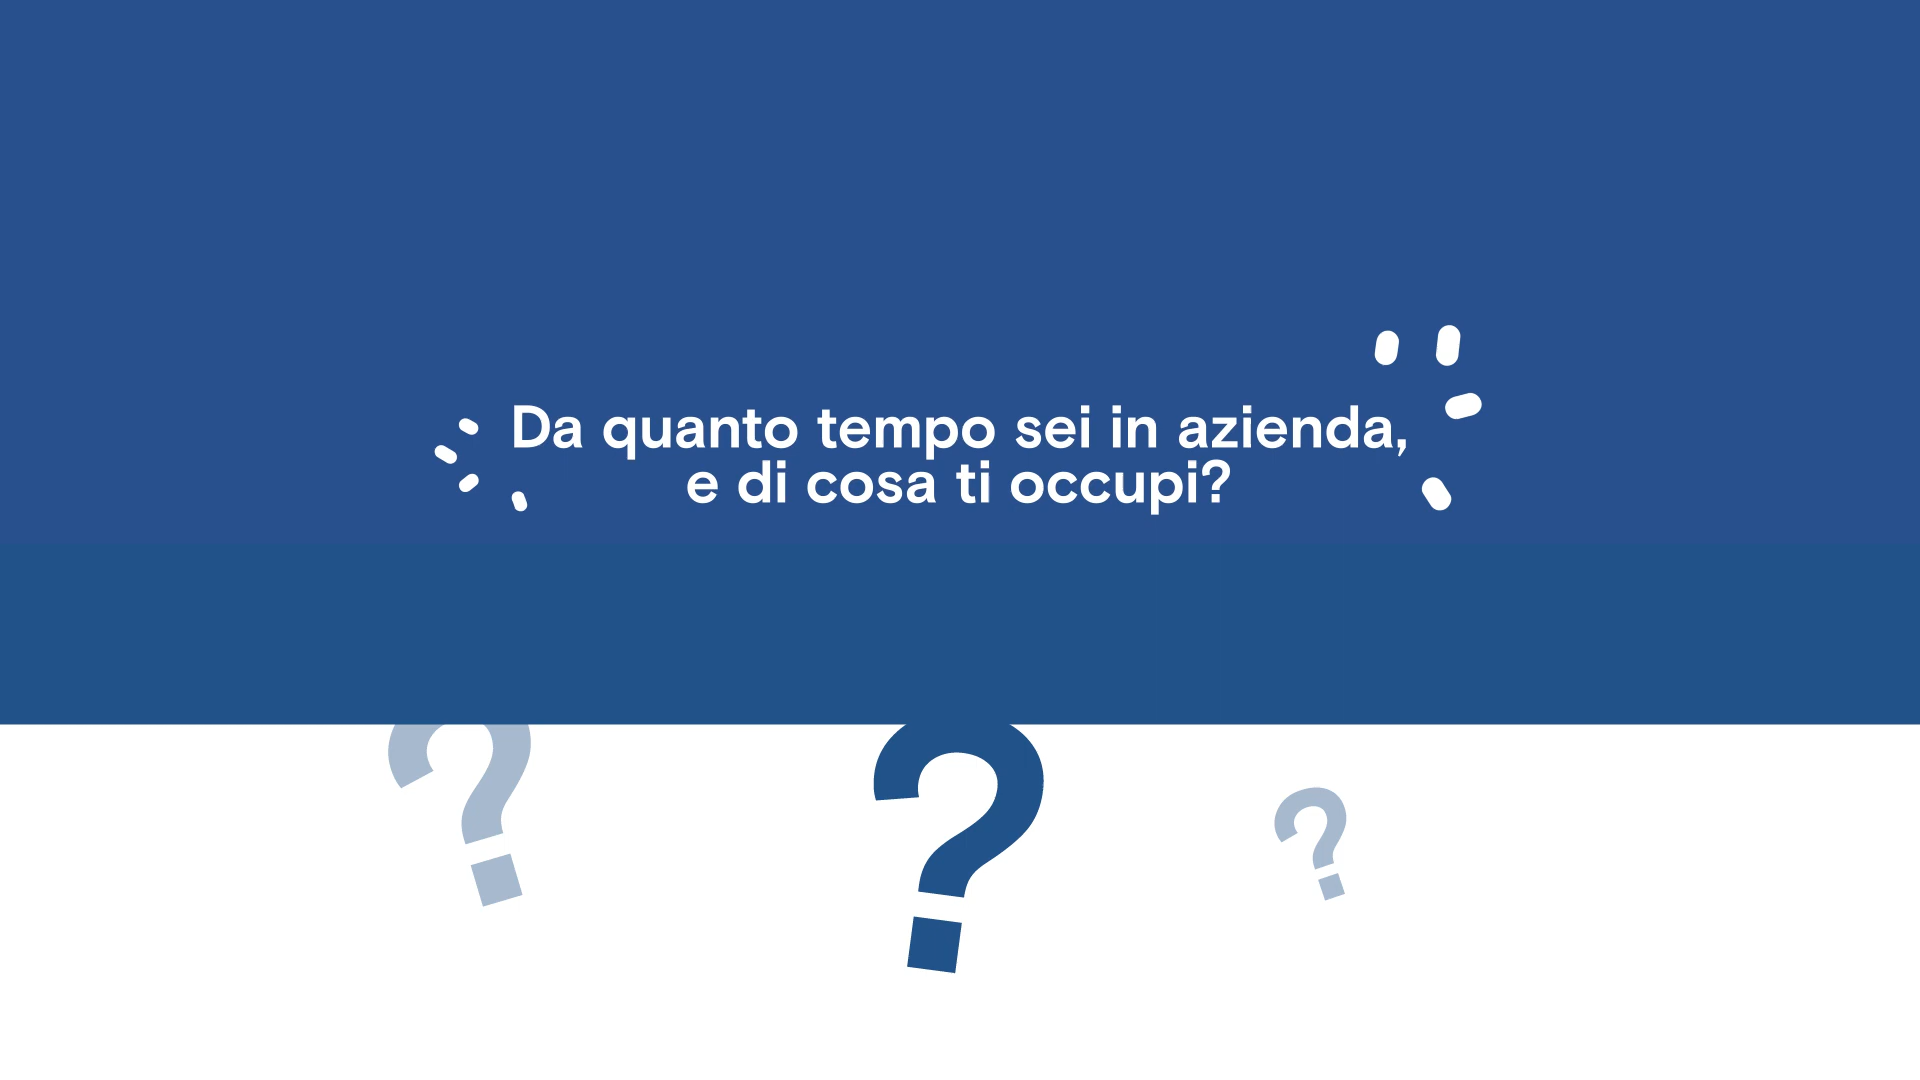 Da quanto tempo sei in azienda,
e di cosa ti occupi?
? ? ?